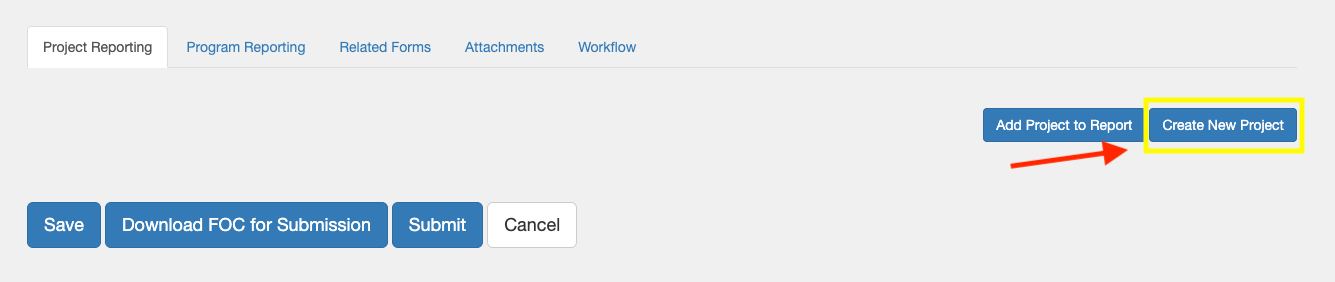 Project Reporting Program Reporting Related Forms Attachments Workflow
Add Project to Report Create New Project
Save Download FOC for Submission Submit Cancel